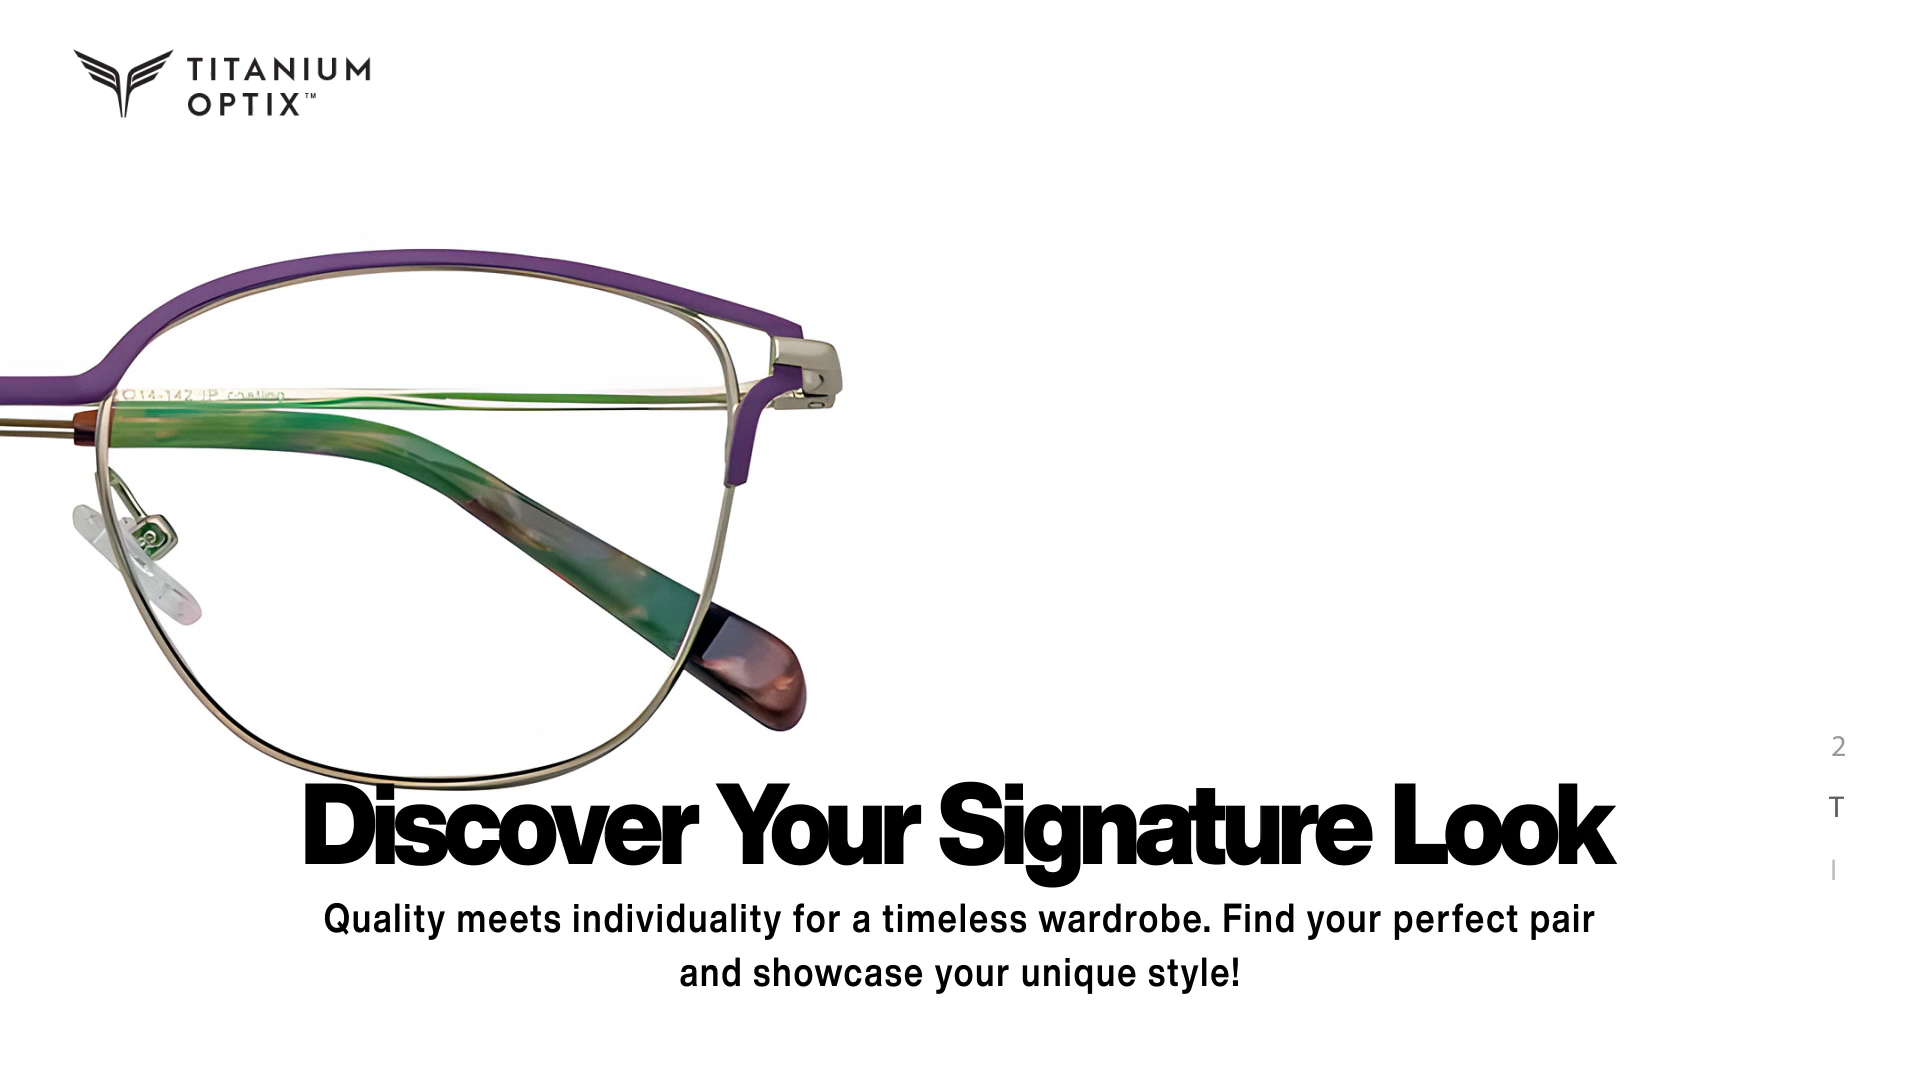 TITANIUM
OPTIX™
Discover Your Signature Look
Quality meets individuality for a timeless wardrobe. Find your perfect pair
and showcase your unique style!
2
T
I